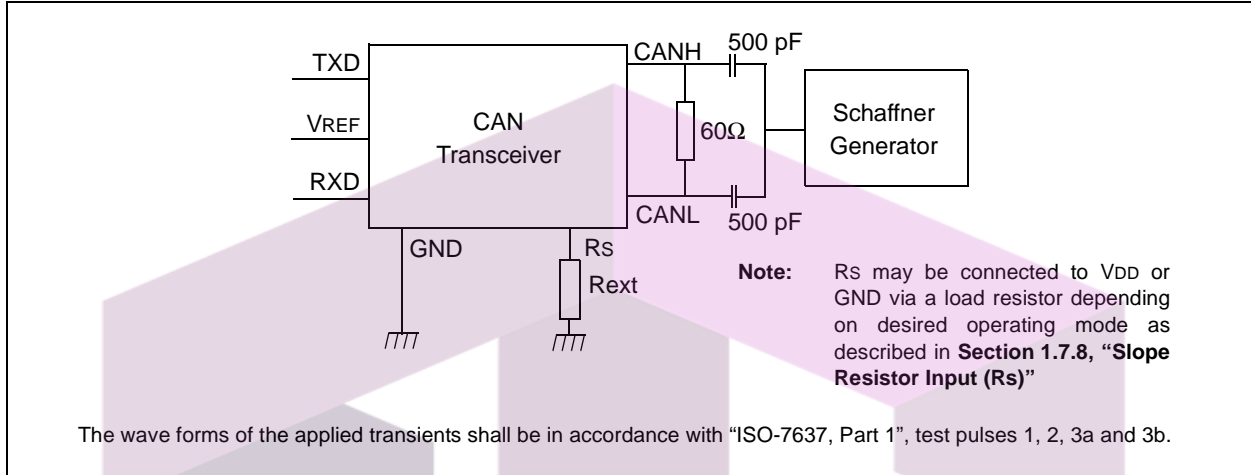 CANH
500 pF
TXD
VREF
RXD
CAN
Transceiver
60Ω
Schaffner
Generator
CANL
500 pF
GND
RS
Rext
Note: RS may be connected to VDD or
GND via a load resistor depending
on desired operating mode as
described in Section 1.7.8, “Slope
Resistor Input (Rs)”
The wave forms of the applied transients shall be in accordance with “ISO-7637, Part 1”, test pulses 1, 2, 3a and 3b.